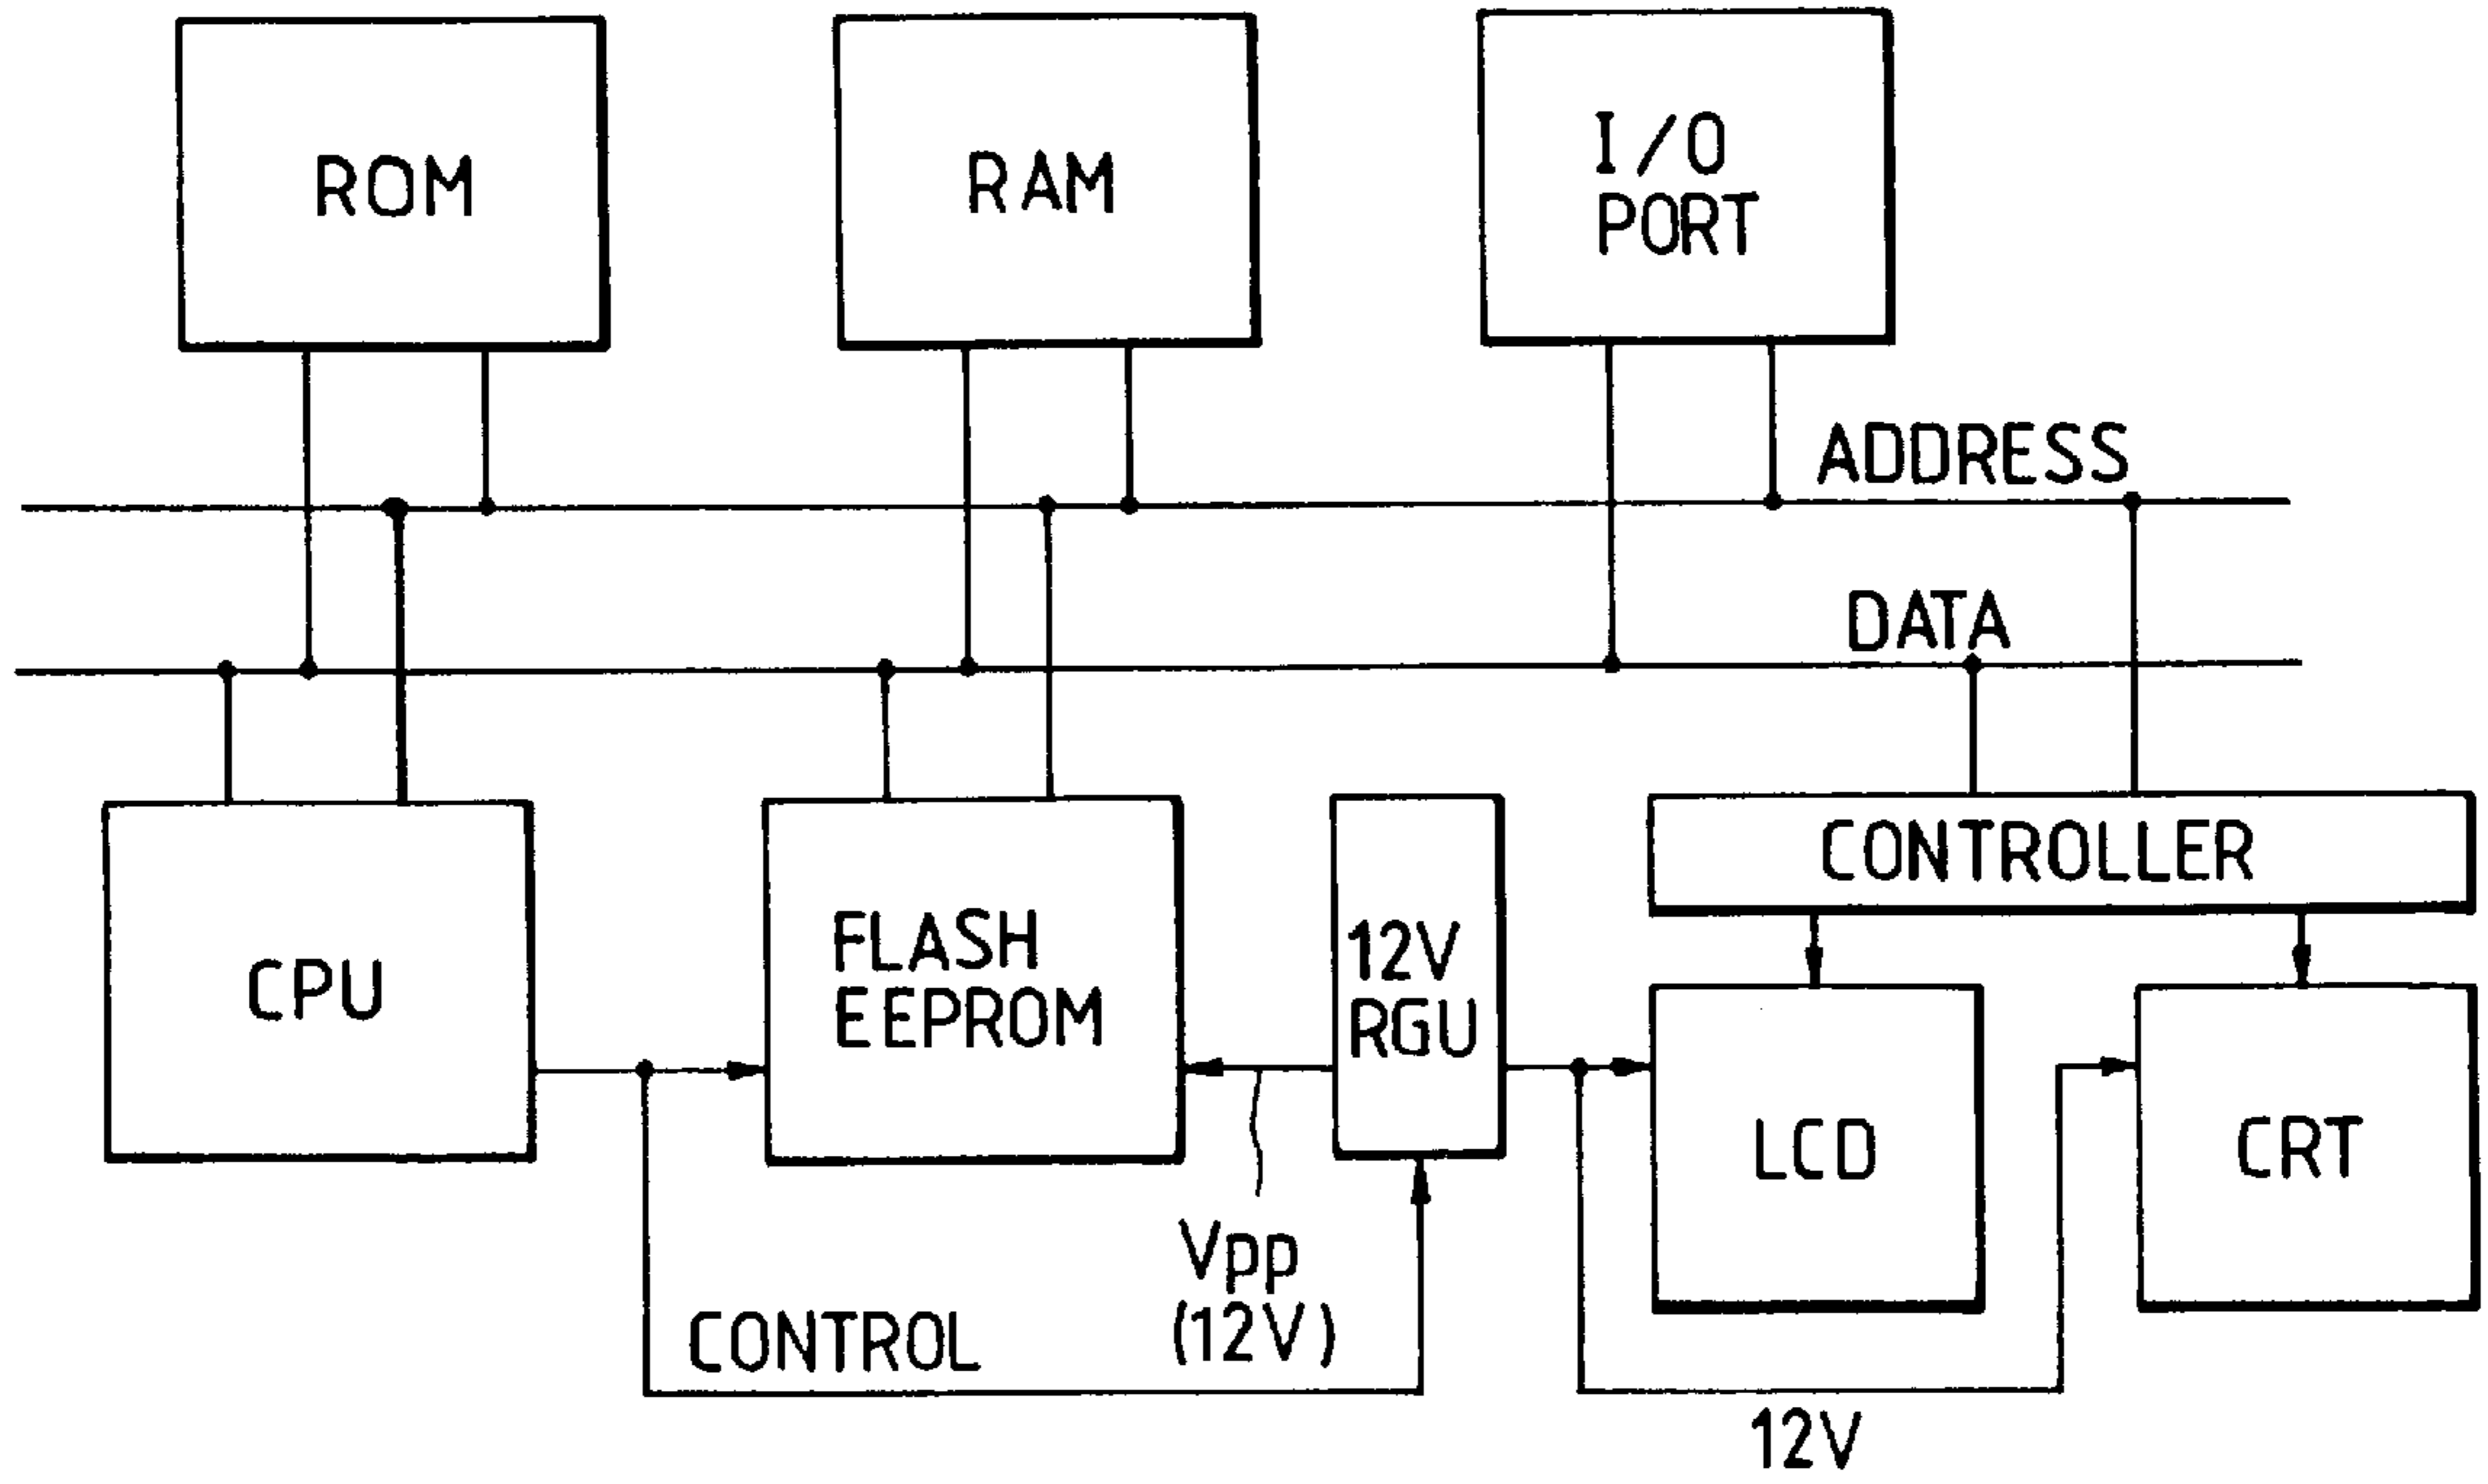 ROM
RAM
I/O
PORT
ADDRESS
DATA
CPU
FLASH
EEPROM
12V
RGU
CONTROLLER
LCD
CRT
Vpp
(12V)
CONTROL
12V